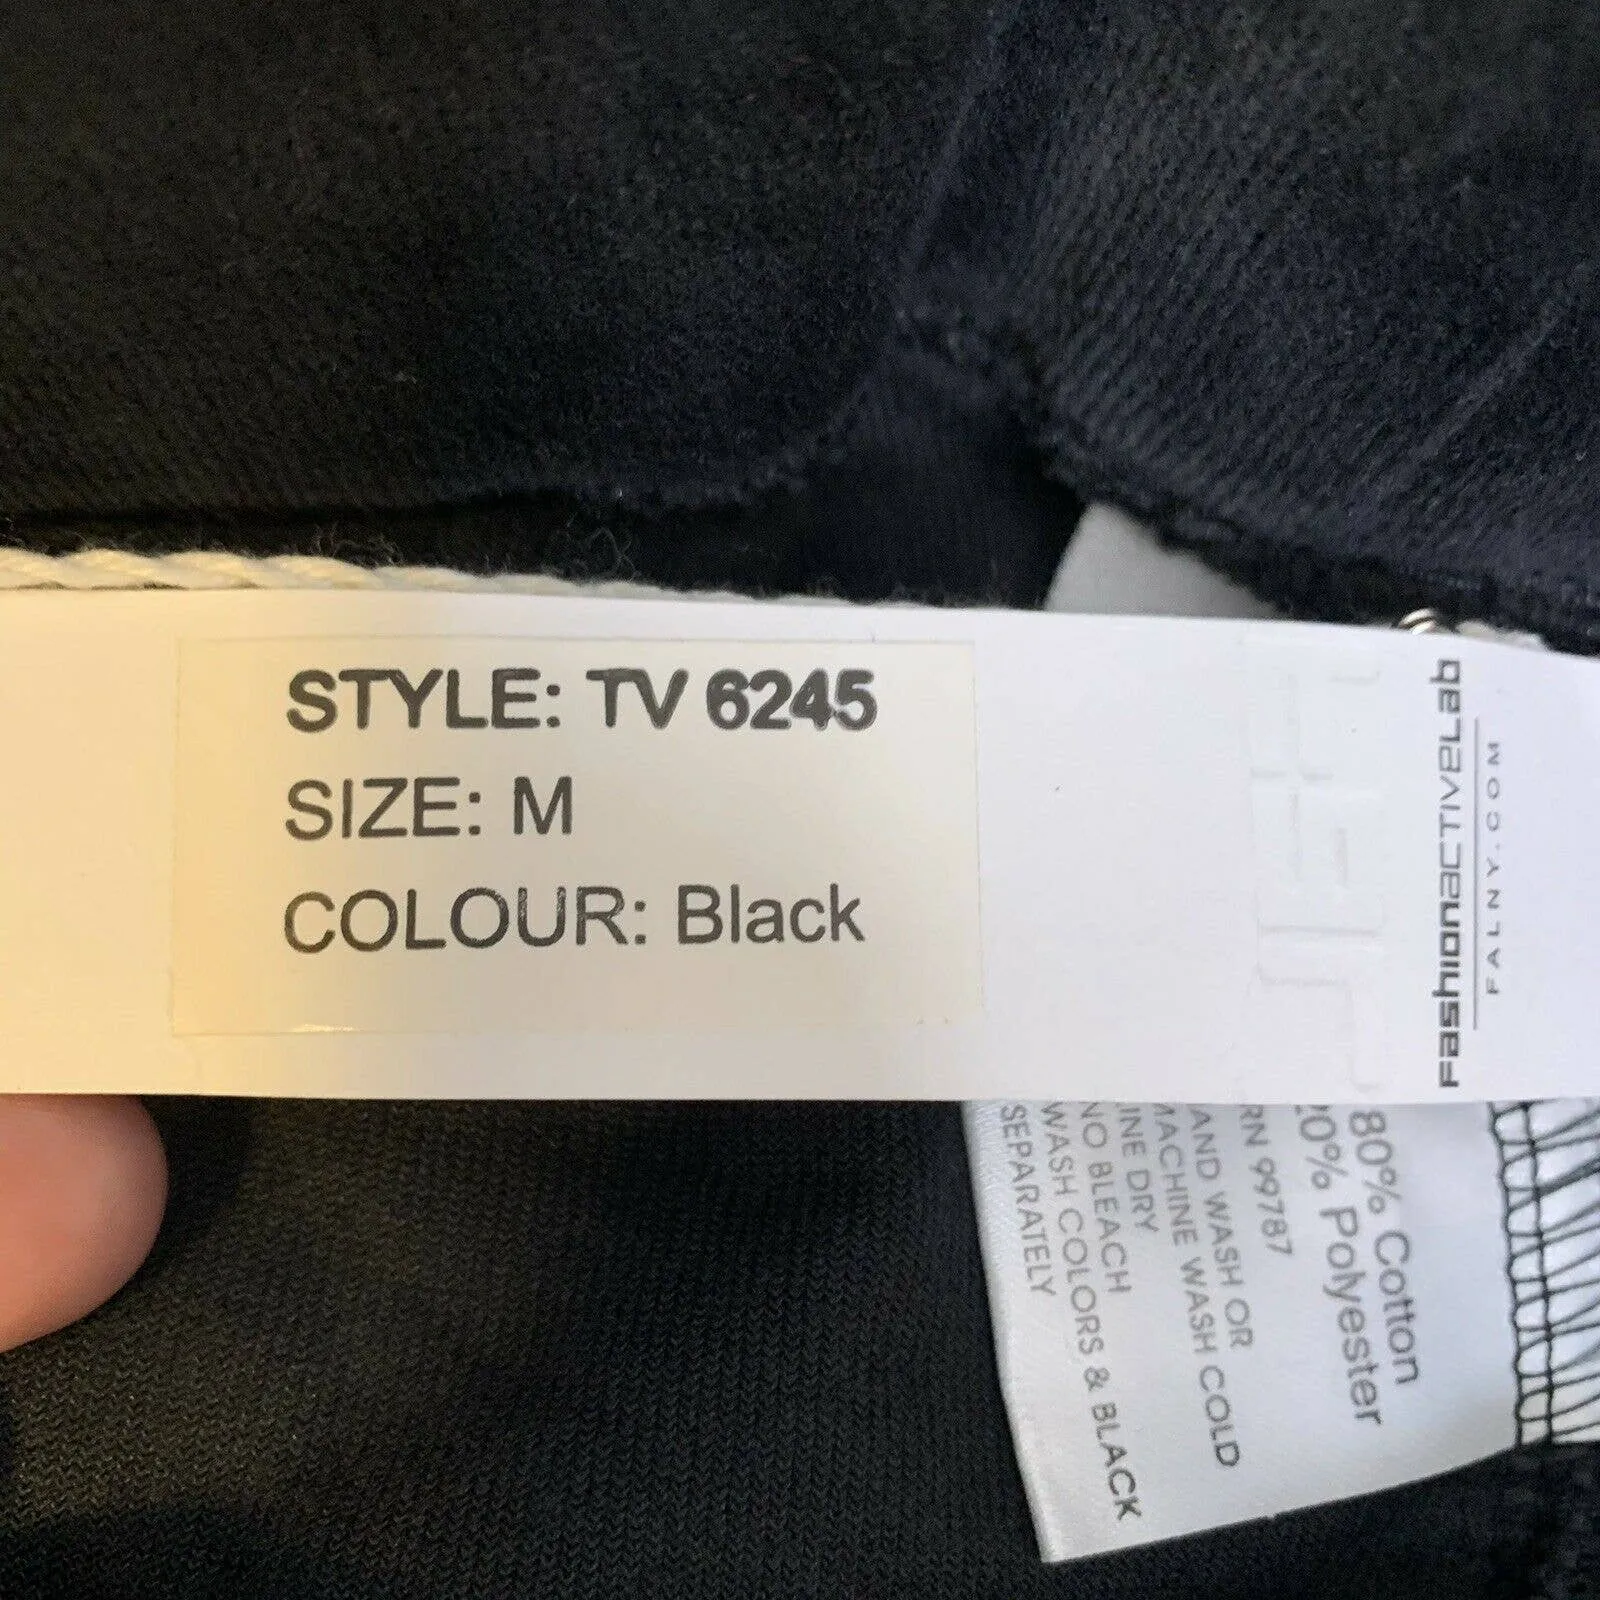 STYLE: TV 6245
SIZE: M
COLOUR: Black
FASHIONACTIVELAB
FALNY.COM
80% Cotton
20% Polyester
RN 99787
AND WASH OR
MACHINE WASH COLD
LINE DRY
NO BLEACH
WASH COLORS & BLACK
SEPARATELY